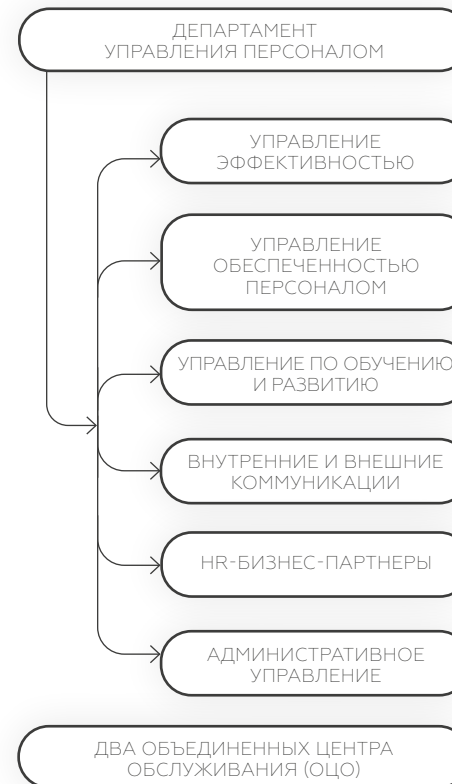 ДЕПАРТАМЕНТ
УПРАВЛЕНИЯ ПЕРСОНАЛОМ
УПРАВЛЕНИЕ
ЭФФЕКТИВНОСТЬЮ
УПРАВЛЕНИЕ
ОБЕСПЕЧЕННОСТЬЮ
ПЕРСОНАЛОМ
УПРАВЛЕНИЕ ПО ОБУЧЕНИЮ
И РАЗВИТИЮ
ВНУТРЕННИЕ И ВНЕШНИЕ
КОММУНИКАЦИИ
HR-БИЗНЕС-ПАРТНЕРЫ
АДМИНИСТРАТИВНОЕ
УПРАВЛЕНИЕ
ДВА ОБЪЕДИНЕННЫХ ЦЕНТРА
ОБСЛУЖИВАНИЯ (ОЦО)